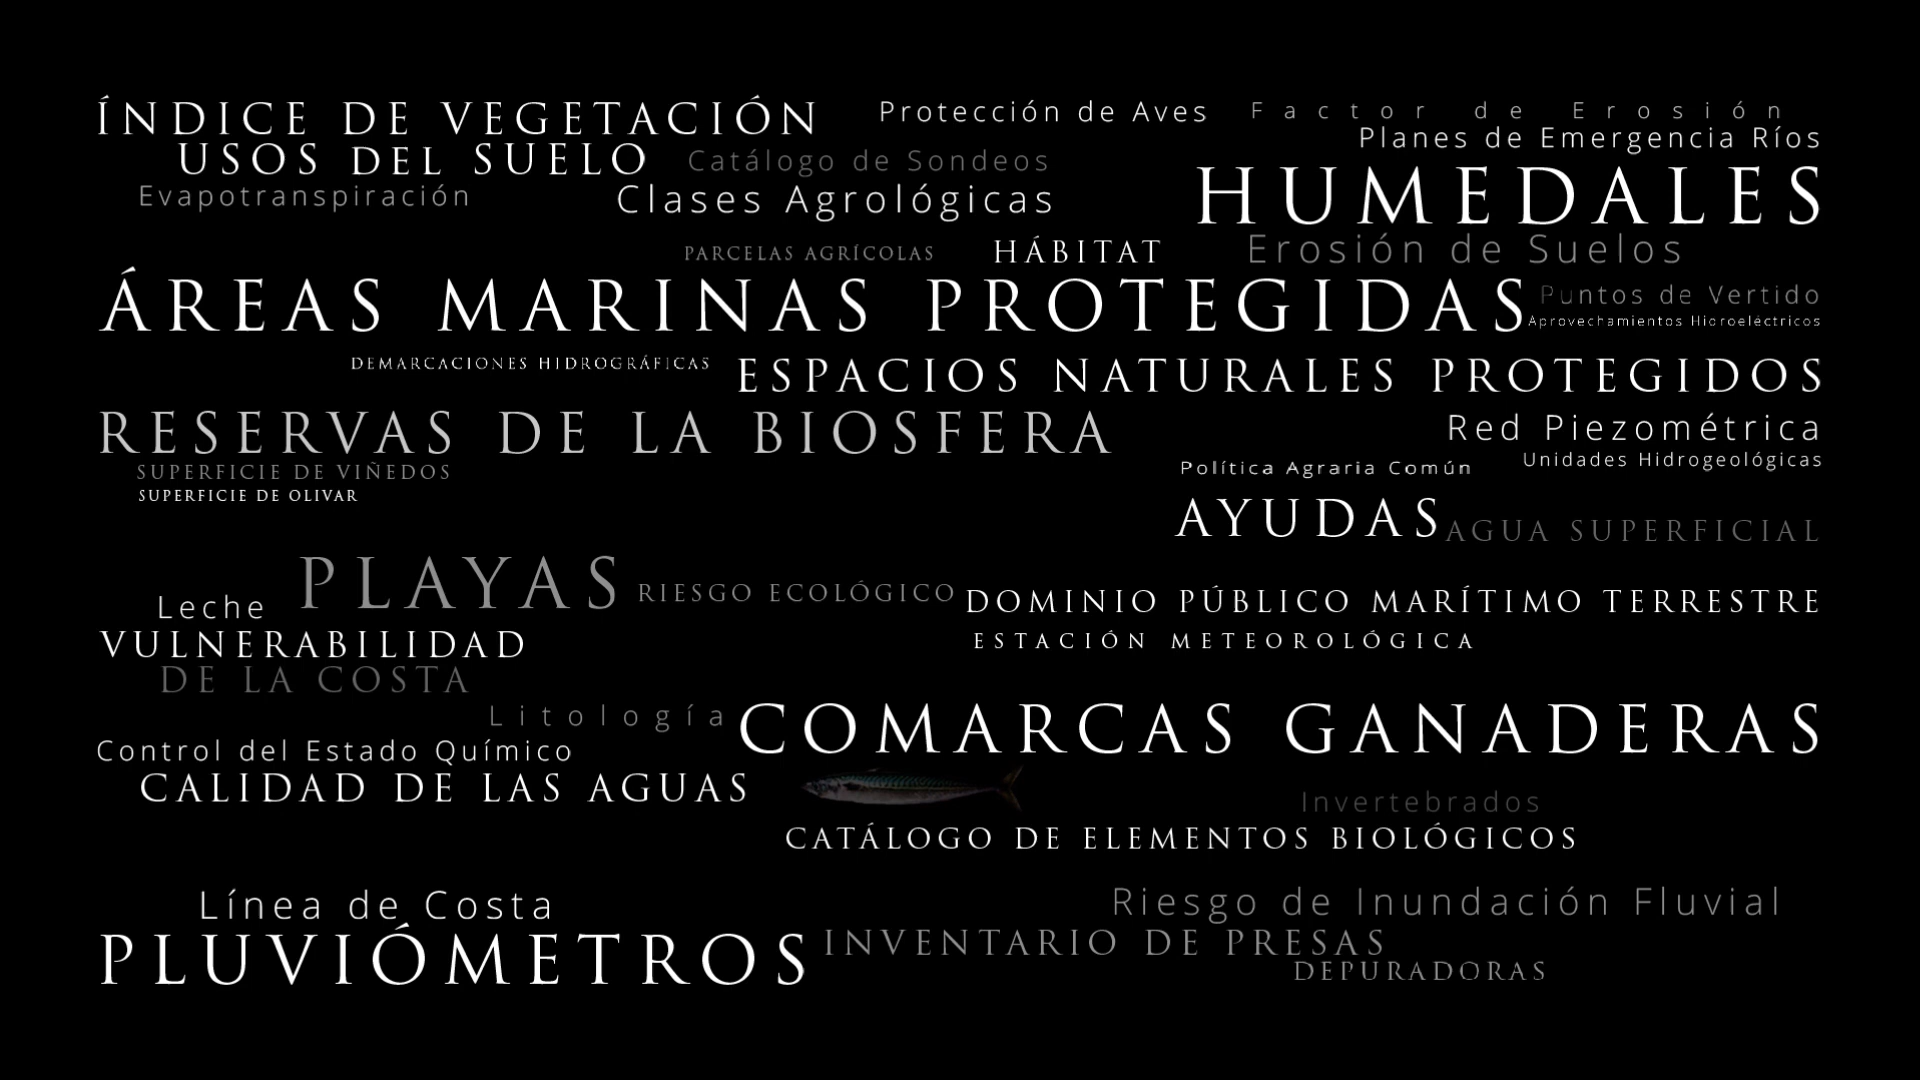 ÍNDICE DE VEGETACIÓN
Protección de Aves
Factor de Erosión
Planes de Emergencia Ríos
USOS DEL SUELO
Catálogo de Sondeos
Evapotranspiración
Clases Agrológicas
HUMEDALES
PARCELAS AGRÍCOLAS
HÁBITAT
Erosión de Suelos
ÁREAS MARINAS PROTEGIDAS
Puntos de Vertido
Aprovechamientos Hidroeléctricos
DEMARCACIONES HIDROGRÁFICAS
ESPACIOS NATURALES PROTEGIDOS
RESERVAS DE LA BIOSFERA
Red Piezométrica
Unidades Hidrogeológicas
SUPERFICIE DE VIÑEDOS
Política Agraria Común
SUPERFICIE DE OLIVAR
AYUDAS
AGUA SUPERFICIAL
PLAYAS
RIESGO ECOLÓGICO
DOMINIO PÚBLICO MARÍTIMO TERRESTRE
Leche
VULNERABILIDAD
DE LA COSTA
ESTACIÓN METEOROLÓGICA
Litología
COMARCAS GANADERAS
Control del Estado Químico
CALIDAD DE LAS AGUAS
Invertebrados
CATÁLOGO DE ELEMENTOS BIOLÓGICOS
Línea de Costa
Riesgo de Inundación Fluvial
PLUVIÓMETROS
INVENTARIO DE PRESAS
DEPURADORAS